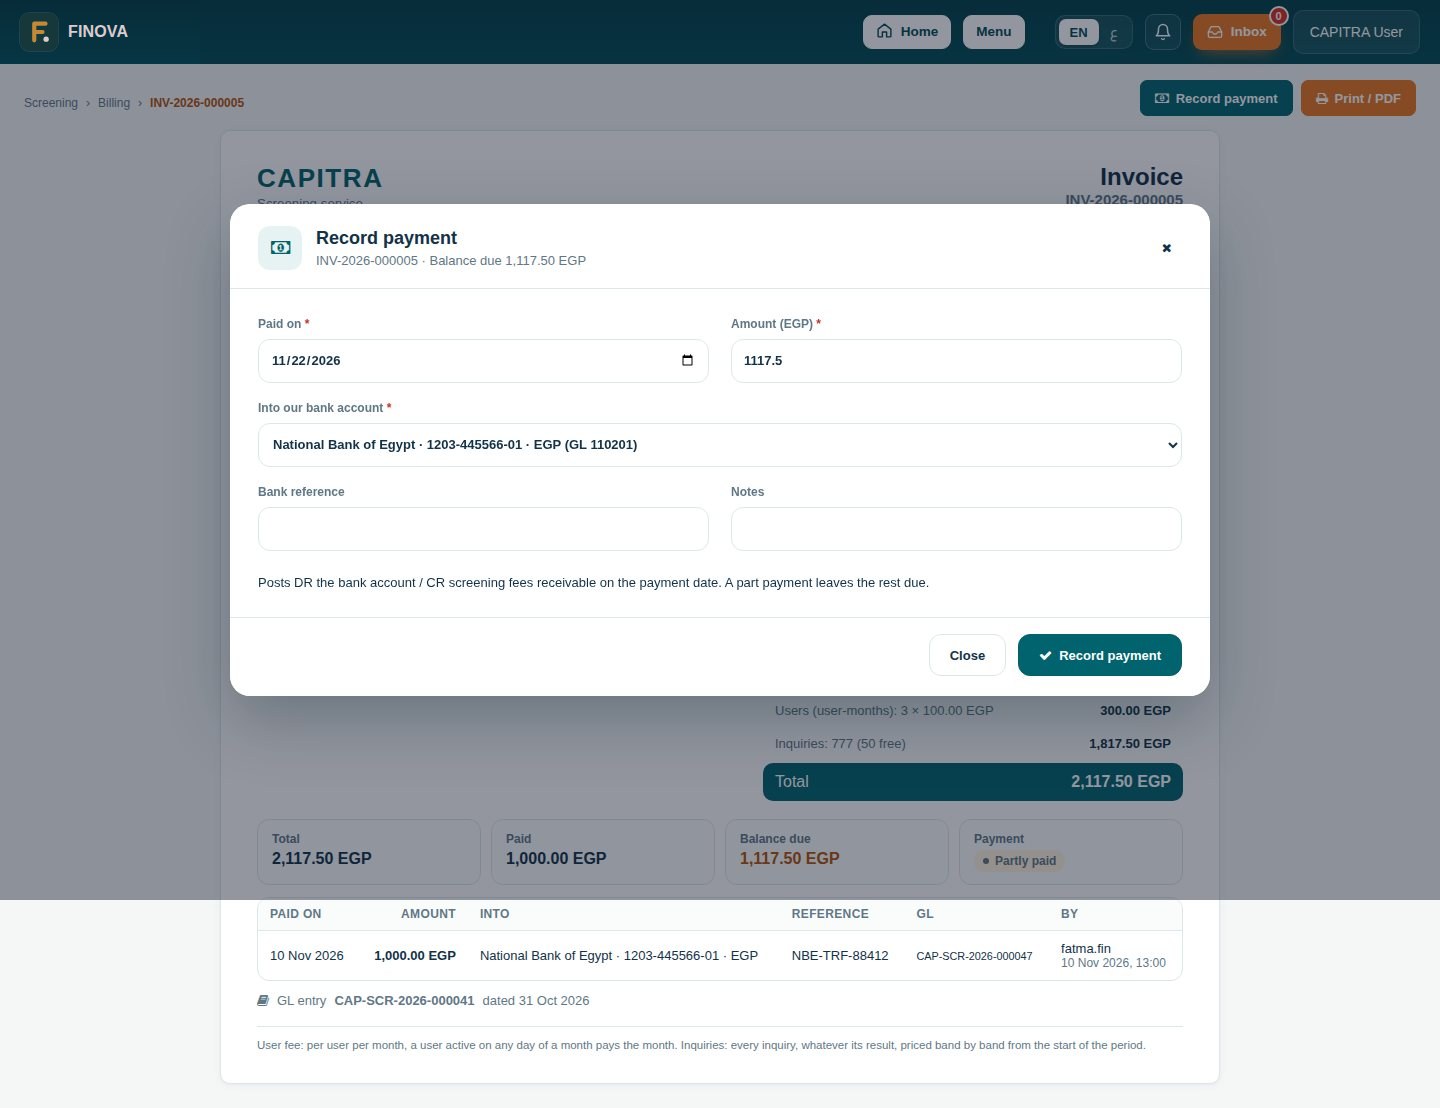 FINOVA
Home
Menu
EN
ع
Inbox
0
CAPITRA User
Screening › Billing › INV-2026-000005
Record payment
Print / PDF
CAPITRA
Invoice
Screening service
INV-2026-000005
Record payment
INV-2026-000005 · Balance due 1,117.50 EGP
Paid on *
Amount (EGP) *
11/22/2026
1117.5
Into our bank account *
National Bank of Egypt · 1203-445566-01 · EGP (GL 110201)
Bank reference
Notes
Posts DR the bank account / CR screening fees receivable on the payment date. A part payment leaves the rest due.
Close
Record payment
Users (user-months): 3 × 100.00 EGP 300.00 EGP
Inquiries: 777 (50 free) 1,817.50 EGP
Total 2,117.50 EGP
Total Paid Balance due Payment
2,117.50 EGP 1,000.00 EGP 1,117.50 EGP Partly paid
PAID ON AMOUNT INTO REFERENCE GL BY
10 Nov 2026 1,000.00 EGP National Bank of Egypt · 1203-445566-01 · EGP NBE-TRF-88412 CAP-SCR-2026-000047 fatma.fin
10 Nov 2026, 13:00
GL entry CAP-SCR-2026-000041 dated 31 Oct 2026
User fee: per user per month, a user active on any day of a month pays the month. Inquiries: every inquiry, whatever its result, priced band by band from the start of the period.